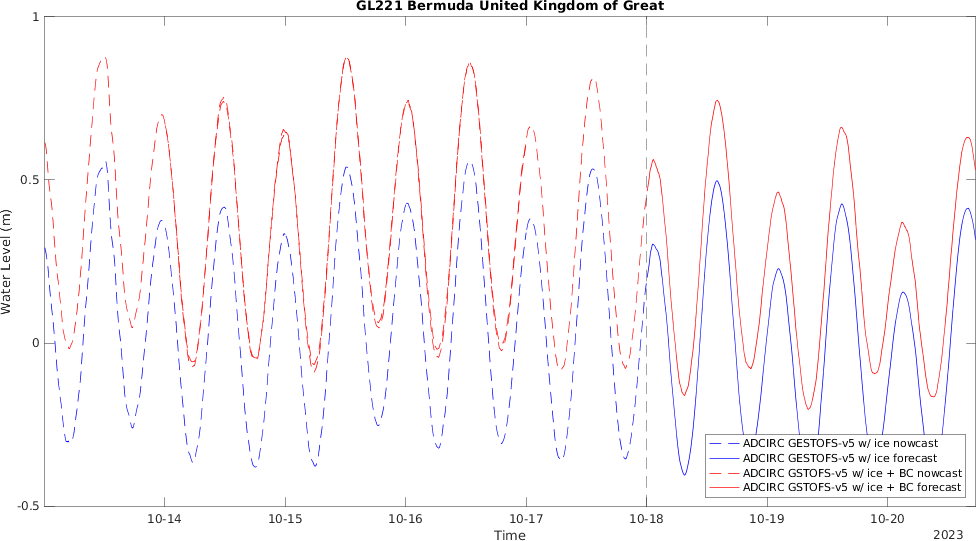 GL221 Bermuda United Kingdom of Great
1
0.5
0
-0.5
Water Level (m)
10-14
10-15
10-16
10-17
10-18
10-19
10-20
Time
2023
ADCIRC GESTOFS-v5 w/ ice nowcast
ADCIRC GESTOFS-v5 w/ ice forecast
ADCIRC GSTOFS-v5 w/ ice + BC nowcast
ADCIRC GSTOFS-v5 w/ ice + BC forecast